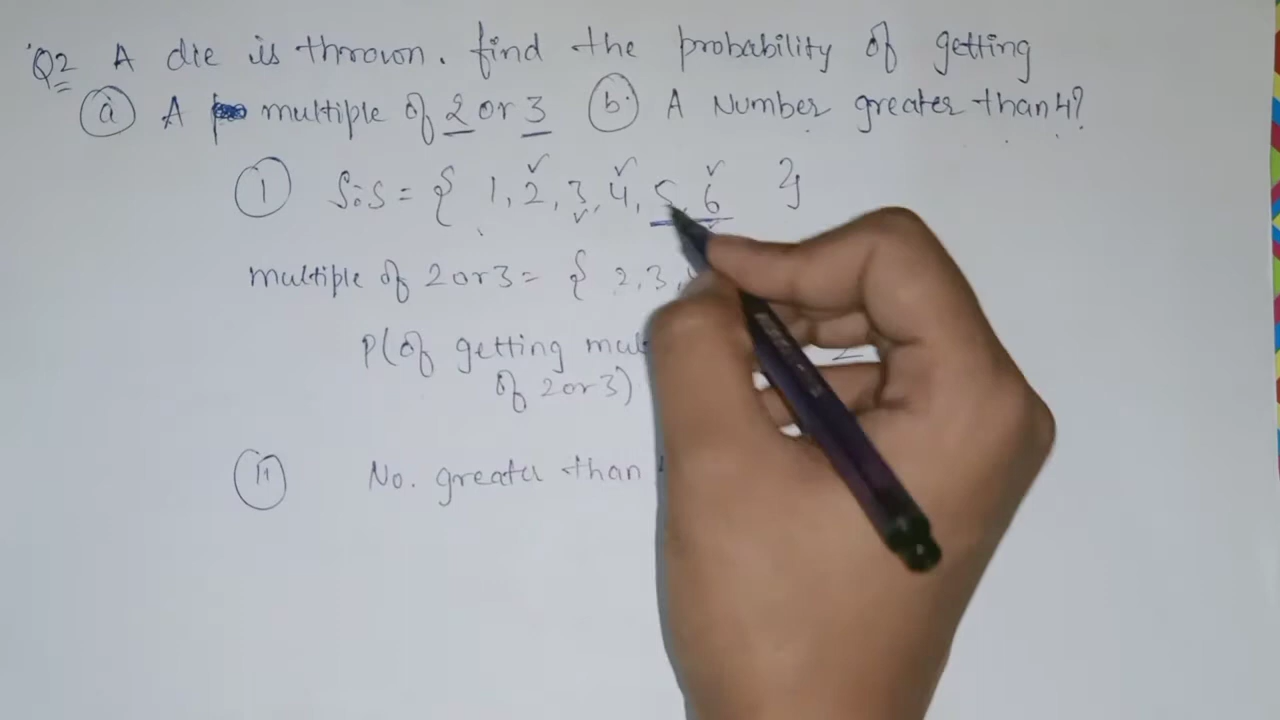 Q2 A die is thrown. find the probability of getting
(a) A multiple of 2 or 3 (b) A Number greater than 4?
(1) S.S = { 1, 2, 3, 4, 5, 6 }
multiple of 2 or 3 = { 2, 3,
P(of getting
of 2 or 3)
(11) No. greater than